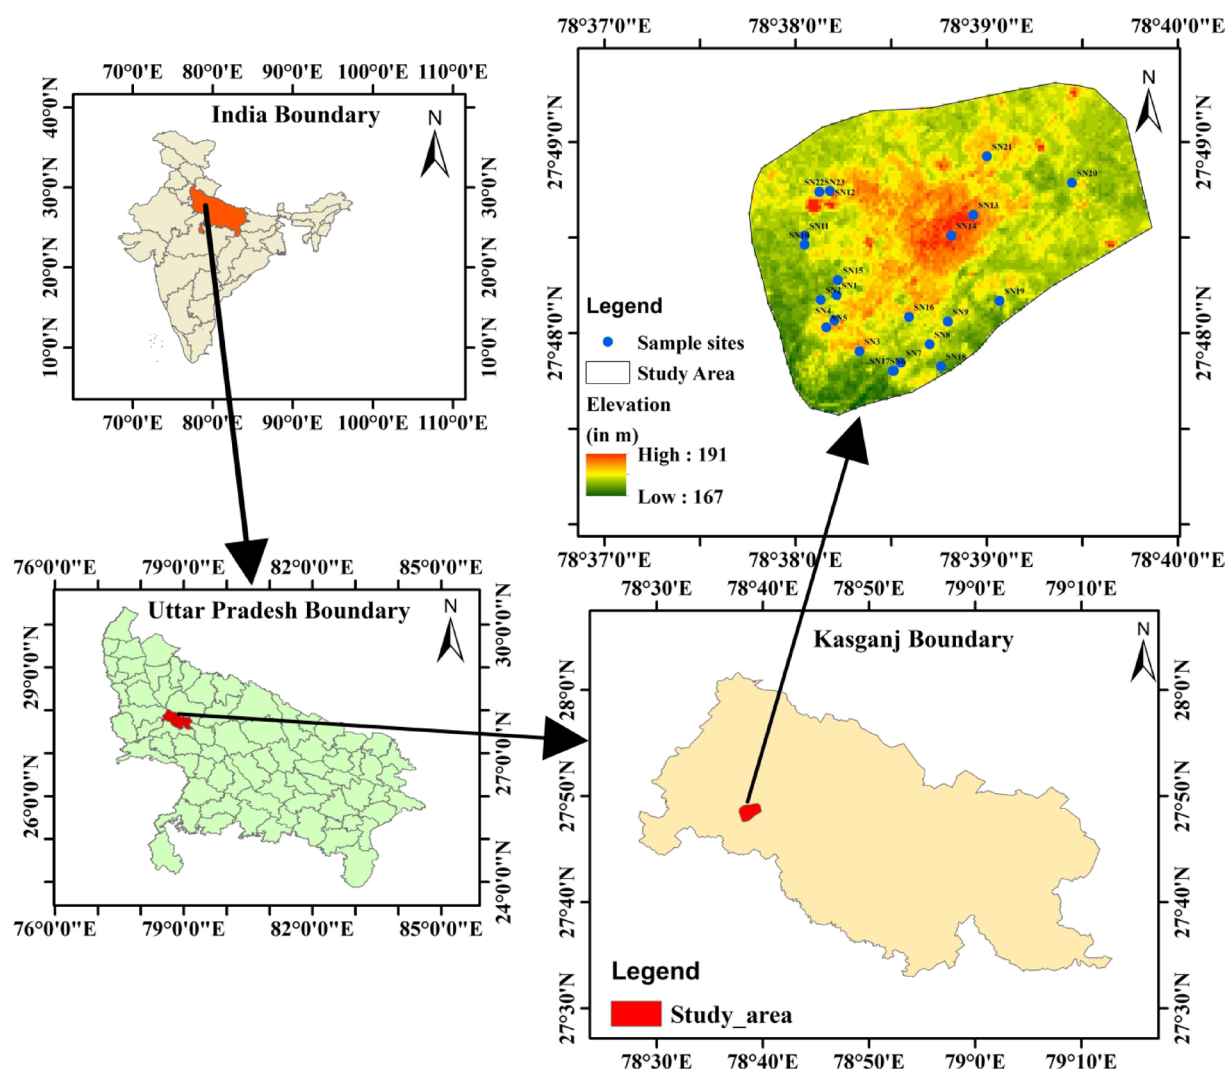 70°0'E 80°0'E 90°0'E 100°0'E 110°0'E
India Boundary
N
40°0'N
30°0'N
20°0'N
10°0'N
40°0'N
30°0'N
20°0'N
10°0'N
70°0'E 80°0'E 90°0'E 100°0'E 110°0'E
78°37'0"E 78°38'0"E 78°39'0"E 78°40'0"E
N
27°49'0"N
27°48'0"N
27°49'0"N
27°48'0"N
SN21
SN20
SN22 SN23
SN12
SN13
SN11
SN14
SN10
SN15
SN1
SN2
SN19
SN4
SN16
SN9
SN5
SN8
SN3
SN7
SN17 SN6
SN18
Legend
Sample sites
Study Area
Elevation
(in m)
High : 191
Low : 167
78°37'0"E 78°38'0"E 78°39'0"E 78°40'0"E
76°0'0"E 79°0'0"E 82°0'0"E 85°0'0"E
Uttar Pradesh Boundary
N
29°0'0"N
26°0'0"N
30°0'0"N
27°0'0"N
24°0'0"N
76°0'0"E 79°0'0"E 82°0'0"E 85°0'0"E
78°30'E 78°40'E 78°50'E 79°0'E 79°10'E
Kasganj Boundary
N
28°0'N
27°50'N
27°40'N
27°30'N
28°0'N
27°50'N
27°40'N
27°30'N
Legend
Study_area
78°30'E 78°40'E 78°50'E 79°0'E 79°10'E